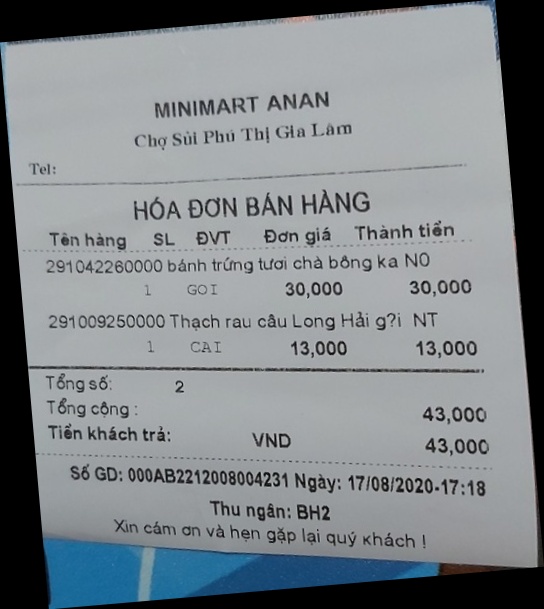 MINIMART ANAN
Chợ Sủi Phú Thị Gia Lâm
Tel:
HÓA ĐƠN BÁN HÀNG
Tên hàng SL ĐVT Đơn giá Thành tiền
291042260000 bánh trứng tươi chà bông ka NO
1 GOI 30,000 30,000
291009250000 Thạch rau câu Long Hải g?i NT
1 CAI 13,000 13,000
Tổng số: 2
Tổng cộng : 43,000
Tiền khách trả: VND 43,000
Số GD: 000AB2212008004231 Ngày: 17/08/2020-17:18
Thu ngân: BH2
Xin cám ơn và hẹn gặp lại quý khách !